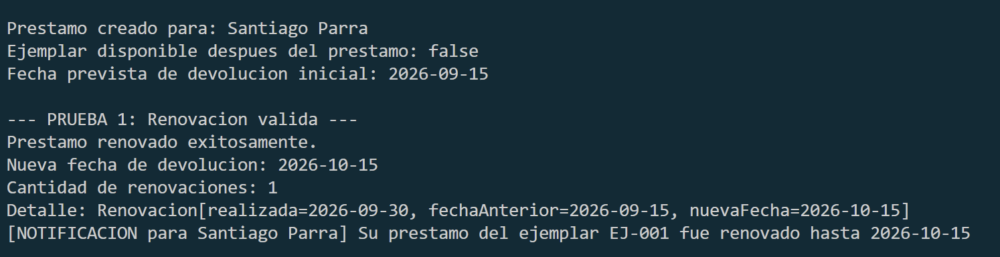 Prestamo creado para: Santiago Parra
Ejemplar disponible despues del prestamo: false
Fecha prevista de devolucion inicial: 2026-09-15
--- PRUEBA 1: Renovacion valida ---
Prestamo renovado exitosamente.
Nueva fecha de devolucion: 2026-10-15
Cantidad de renovaciones: 1
Detalle: Renovacion[realizada=2026-09-30, fechaAnterior=2026-09-15, nuevaFecha=2026-10-15]
[NOTIFICACION para Santiago Parra] Su prestamo del ejemplar EJ-001 fue renovado hasta 2026-10-15